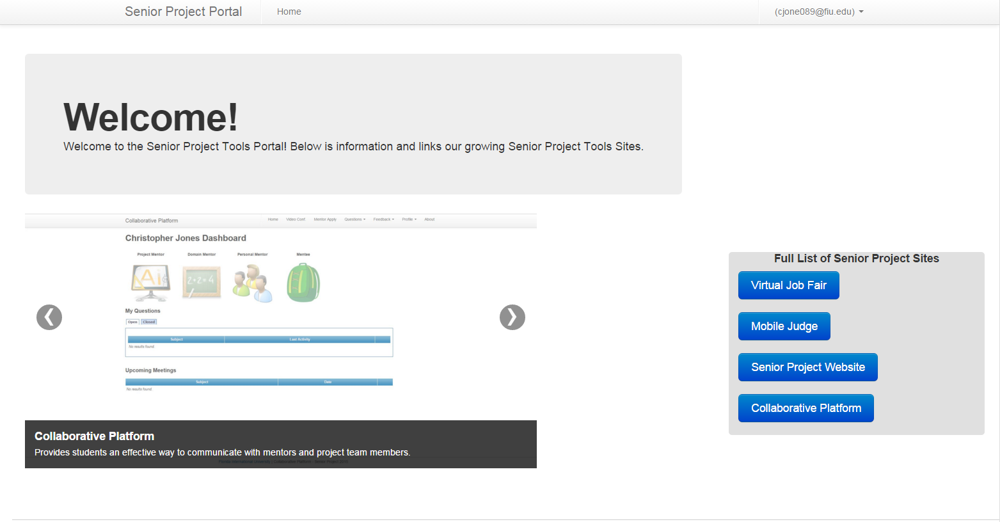 Senior Project Portal
Home
(cjone089@fiu.edu)
Welcome!
Welcome to the Senior Project Tools Portal! Below is information and links our growing Senior Project Tools Sites.
Collaborative Platform
Home Video Conf. Mentor Apply Questions Feedback Profile About
Christopher Jones Dashboard
Project Mentor Domain Mentor Personal Mentor Mentee
Ai 2+2=4
My Questions
Open Closed
Subject Last Activity
No results found.
Upcoming Meetings
Subject Date
No results found.
Collaborative Platform
Provides students an effective way to communicate with mentors and project team members.
Full List of Senior Project Sites
Virtual Job Fair
Mobile Judge
Senior Project Website
Collaborative Platform